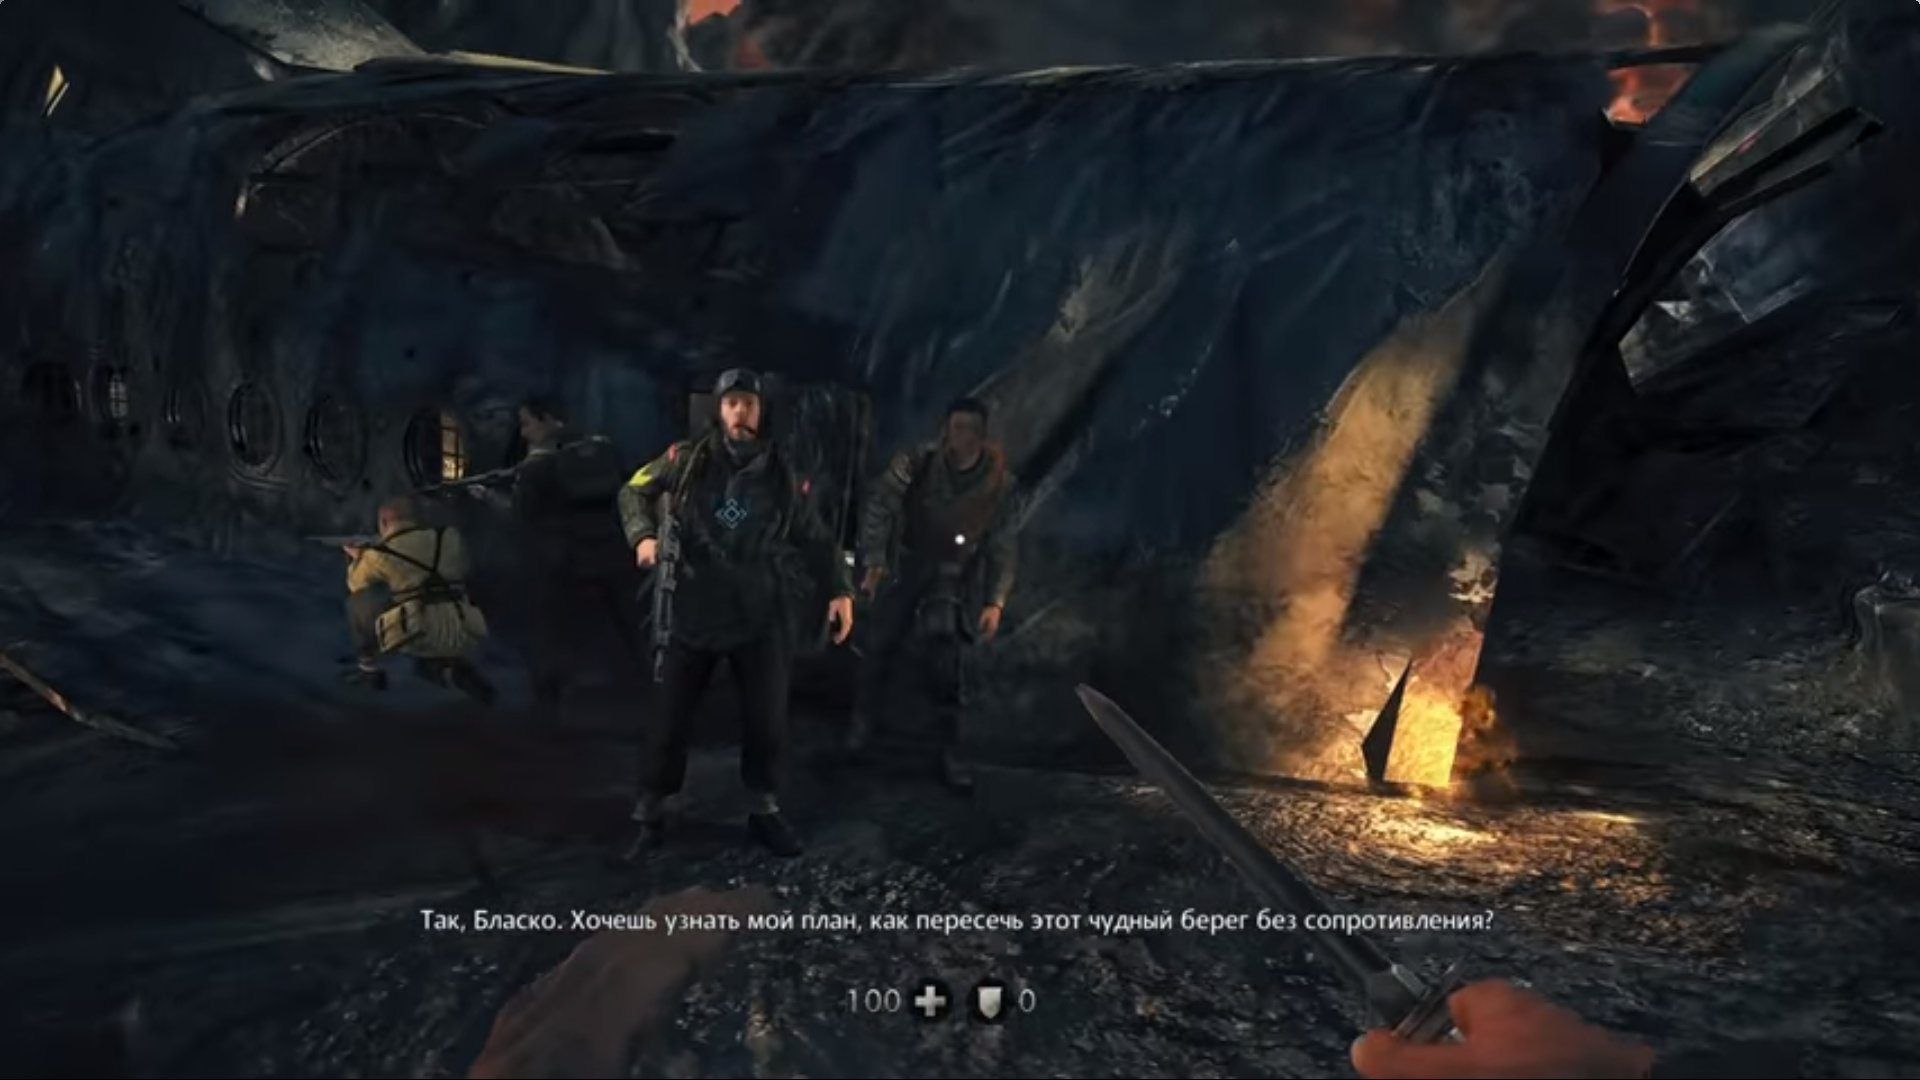 Так, Бласко. Хочешь узнать мой план, как пересечь этот чудный берег без сопротивления?
100 0